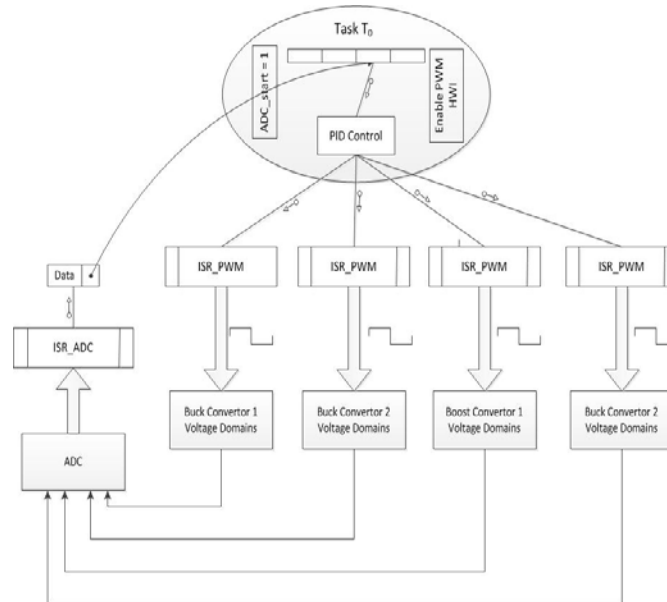 Task T₀
ADC_start = 1
Enable PWM
HWI
PID Control
ISR_PWM
ISR_PWM
ISR_PWM
ISR_PWM
Data
ISR_ADC
Buck Convertor 1
Voltage Domains
Buck Convertor 2
Voltage Domains
Boost Convertor 1
Voltage Domains
Buck Convertor 2
Voltage Domains
ADC